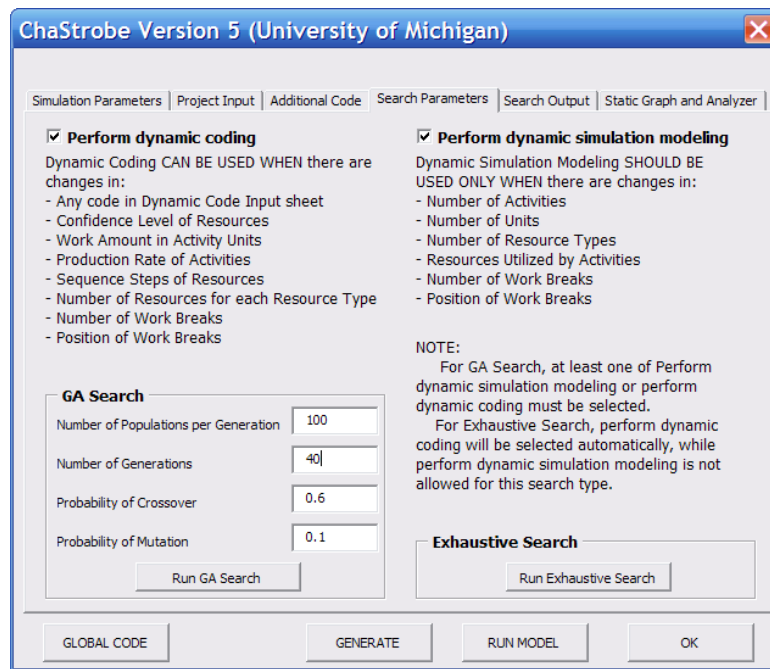 ChaStrobe Version 5 (University of Michigan)
Simulation Parameters Project Input Additional Code Search Parameters Search Output Static Graph and Analyzer
Perform dynamic coding
Dynamic Coding CAN BE USED WHEN there are
changes in:
- Any code in Dynamic Code Input sheet
- Confidence Level of Resources
- Work Amount in Activity Units
- Production Rate of Activities
- Sequence Steps of Resources
- Number of Resources for each Resource Type
- Number of Work Breaks
- Position of Work Breaks
GA Search
Number of Populations per Generation 100
Number of Generations 40
Probability of Crossover 0.6
Probability of Mutation 0.1
Run GA Search
Perform dynamic simulation modeling
Dynamic Simulation Modeling SHOULD BE
USED ONLY WHEN there are changes in:
- Number of Activities
- Number of Units
- Number of Resource Types
- Resources Utilized by Activities
- Number of Work Breaks
- Position of Work Breaks
NOTE:
For GA Search, at least one of Perform
dynamic simulation modeling or perform
dynamic coding must be selected.
For Exhaustive Search, perform dynamic
coding will be selected automatically, while
perform dynamic simulation modeling is not
allowed for this search type.
Exhaustive Search
Run Exhaustive Search
GLOBAL CODE GENERATE RUN MODEL OK